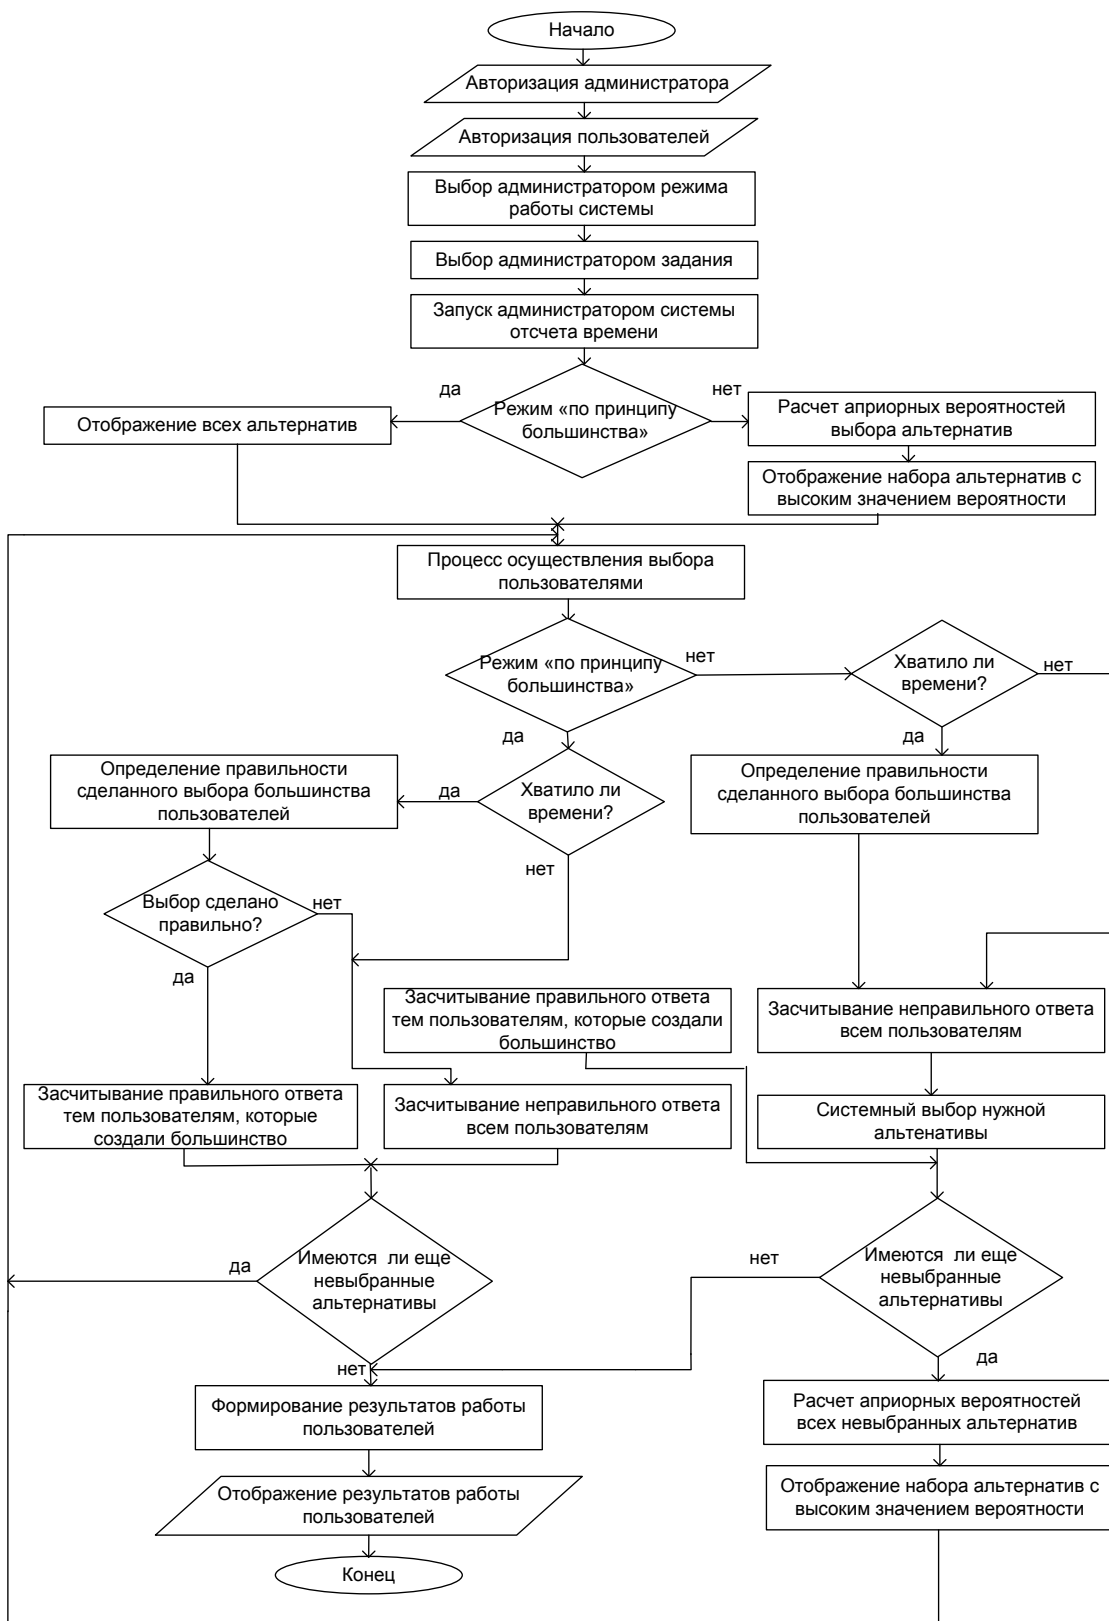 Начало
Авторизация администратора
Авторизация пользователей
Выбор администратором режима
работы системы
Выбор администратором задания
Запуск администратором системы
отсчета времени
да
нет
Режим «по принципу
большинства»
Отображение всех альтернатив
Расчет априорных вероятностей
выбора альтернатив
Отображение набора альтернатив с
высоким значением вероятности
Процесс осуществления выбора
пользователями
Режим «по принципу
большинства»
нет
Хватило ли
времени?
нет
да
да
Определение правильности
сделанного выбора большинства
пользователей
да
Хватило ли
времени?
нет
Определение правильности
сделанного выбора большинства
пользователей
Выбор сделано
правильно?
нет
да
Засчитывание правильного ответа
тем пользователям, которые создали
большинство
Засчитывание неправильного ответа
всем пользователям
Засчитывание правильного ответа
тем пользователям, которые
создали большинство
Засчитывание неправильного ответа
всем пользователям
Системный выбор нужной
альтенативы
да
Имеются ли еще
невыбранные
альтернативы
нет
нет
Имеются ли еще
невыбранные
альтернативы
да
Формирование результатов работы
пользователей
Расчет априорных вероятностей
всех невыбранных альтернатив
Отображение результатов работы
пользователей
Отображение набора альтернатив с
высоким значением вероятности
Конец